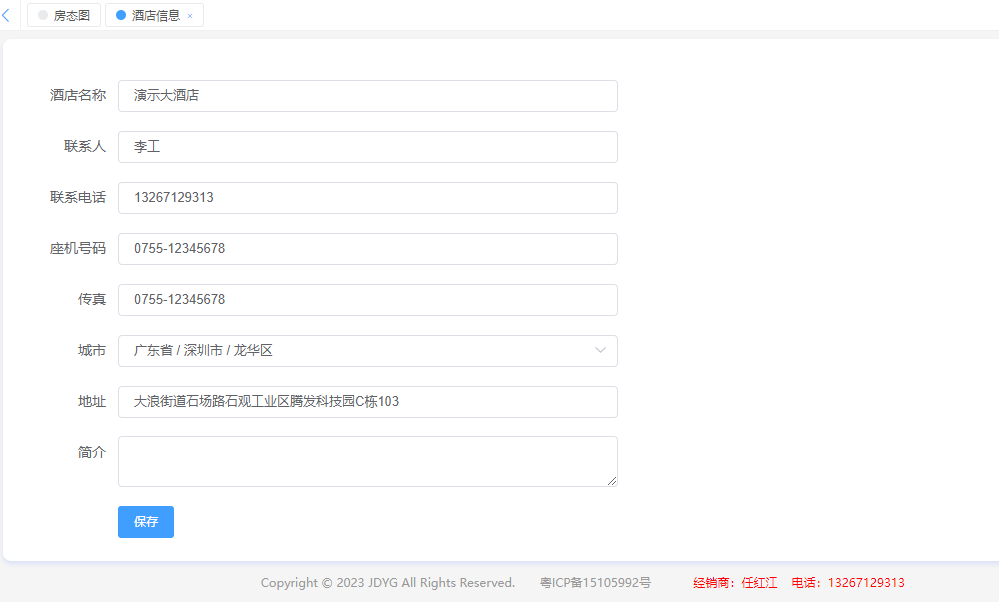 房态图 酒店信息 ×
酒店名称 演示大酒店
联系人 李工
联系电话 13267129313
座机号码 0755-12345678
传真 0755-12345678
城市 广东省 / 深圳市 / 龙华区
地址 大浪街道石场路石观工业区腾发科技园C栋103
简介
保存
Copyright © 2023 JDYG All Rights Reserved. 粤ICP备15105992号 经销商：任红江 电话：13267129313